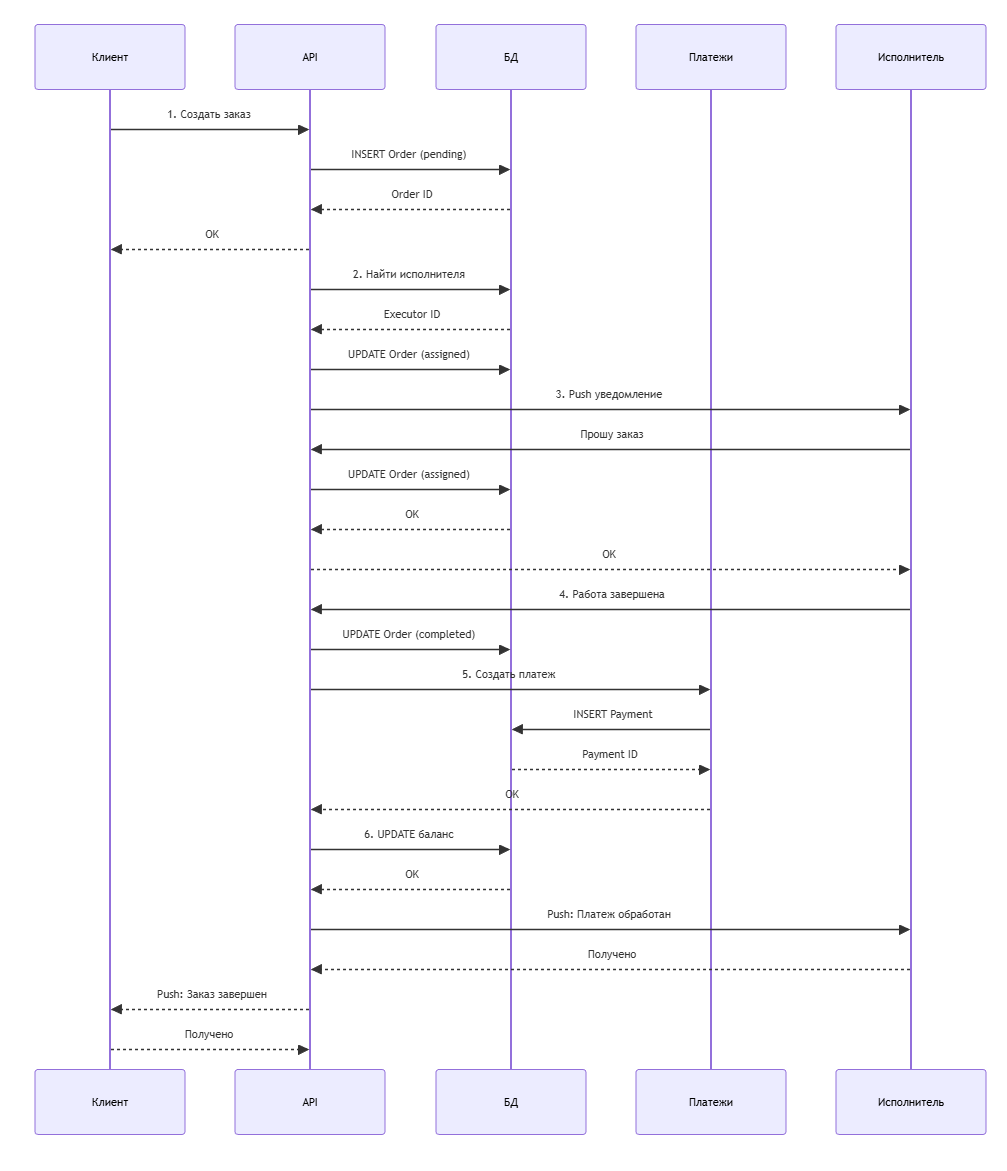 Клиент
API
БД
Платежи
Исполнитель
1. Создать заказ
INSERT Order (pending)
Order ID
OK
2. Найти исполнителя
Executor ID
UPDATE Order (assigned)
3. Push уведомление
Прошу заказ
UPDATE Order (assigned)
OK
OK
4. Работа завершена
UPDATE Order (completed)
5. Создать платеж
INSERT Payment
Payment ID
OK
6. UPDATE баланс
OK
Push: Платеж обработан
Получено
Push: Заказ завершен
Получено
Клиент
API
БД
Платежи
Исполнитель